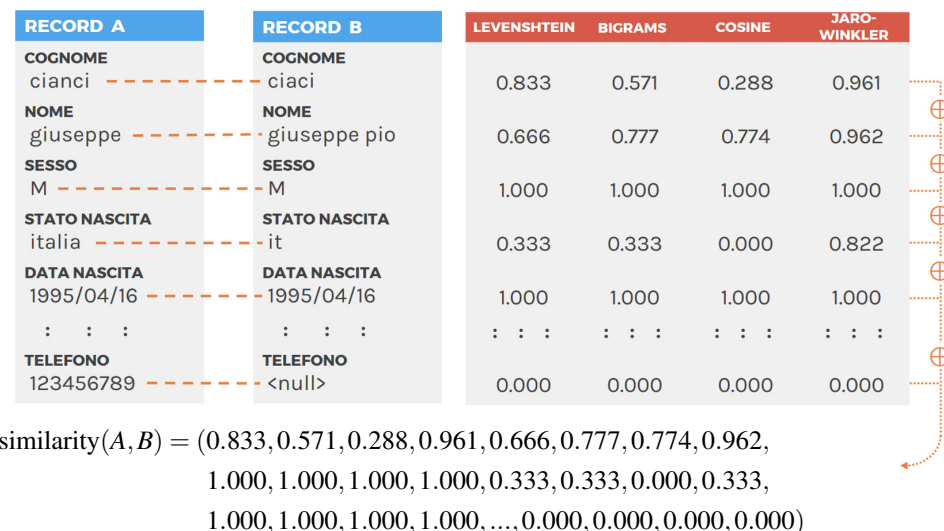 RECORD A RECORD B LEVENSHTEIN BIGRAMS COSINE JARO-WINKLER
COGNOME COGNOME
cianci ciaci 0.833 0.571 0.288 0.961
NOME NOME
giuseppe giuseppe pio 0.666 0.777 0.774 0.962
SESSO SESSO
M M 1.000 1.000 1.000 1.000
STATO NASCITA STATO NASCITA
italia it 0.333 0.333 0.000 0.822
DATA NASCITA DATA NASCITA
1995/04/16 1995/04/16 1.000 1.000 1.000 1.000
: : : : : : : : : : : : : : : : : :
TELEFONO TELEFONO
123456789 <null> 0.000 0.000 0.000 0.000
similarity(A,B) = (0.833,0.571,0.288,0.961,0.666,0.777,0.774,0.962,
1.000,1.000,1.000,1.000,0.333,0.333,0.000,0.333,
1.000,1.000,1.000,1.000,...,0.000,0.000,0.000,0.000)